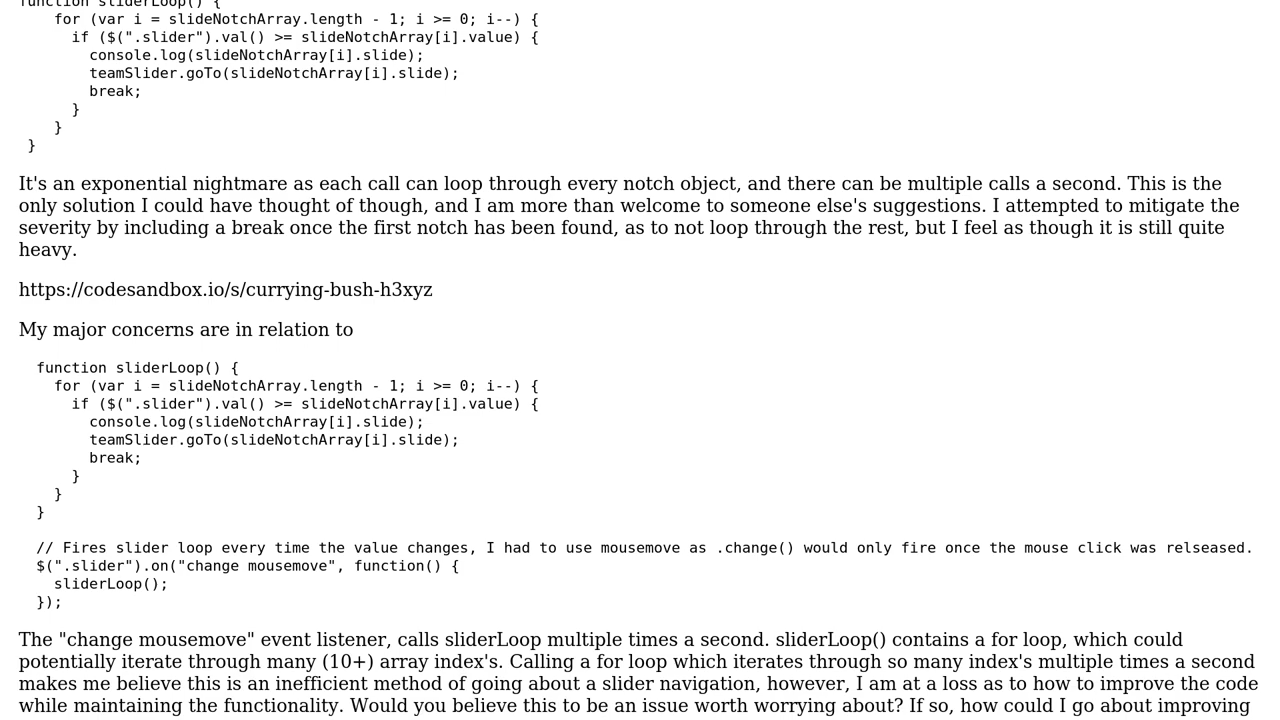 function sliderLoop() {
    for (var i = slideNotchArray.length - 1; i >= 0; i--) {
      if ($(".slider").val() >= slideNotchArray[i].value) {
        console.log(slideNotchArray[i].slide);
        teamSlider.goTo(slideNotchArray[i].slide);
        break;
      }
    }
 }
It's an exponential nightmare as each call can loop through every notch object, and there can be multiple calls a second. This is the
only solution I could have thought of though, and I am more than welcome to someone else's suggestions. I attempted to mitigate the
severity by including a break once the first notch has been found, as to not loop through the rest, but I feel as though it is still quite
heavy.
https://codesandbox.io/s/currying-bush-h3xyz
My major concerns are in relation to
  function sliderLoop() {
    for (var i = slideNotchArray.length - 1; i >= 0; i--) {
      if ($(".slider").val() >= slideNotchArray[i].value) {
        console.log(slideNotchArray[i].slide);
        teamSlider.goTo(slideNotchArray[i].slide);
        break;
      }
    }
  }
  // Fires slider loop every time the value changes, I had to use mousemove as .change() would only fire once the mouse click was relseased.
  $(".slider").on("change mousemove", function() {
    sliderLoop();
  });
The "change mousemove" event listener, calls sliderLoop multiple times a second. sliderLoop() contains a for loop, which could
potentially iterate through many (10+) array index's. Calling a for loop which iterates through so many index's multiple times a second
makes me believe this is an inefficient method of going about a slider navigation, however, I am at a loss as to how to improve the code
while maintaining the functionality. Would you believe this to be an issue worth worrying about? If so, how could I go about improving